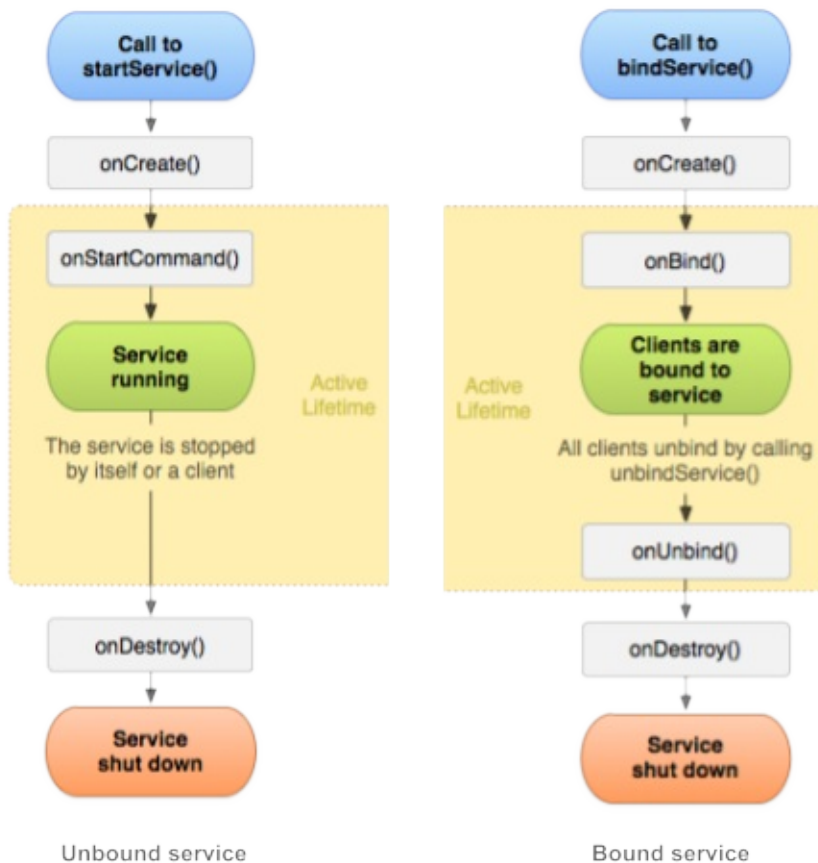 Call to
startService()
onCreate()
onStartCommand()
Service
running
Active
Lifetime
The service is stopped
by itself or a client
onDestroy()
Service
shut down
Unbound service
Call to
bindService()
onCreate()
onBind()
Clients are
bound to
service
Active
Lifetime
All clients unbind by calling
unbindService()
onUnbind()
onDestroy()
Service
shut down
Bound service